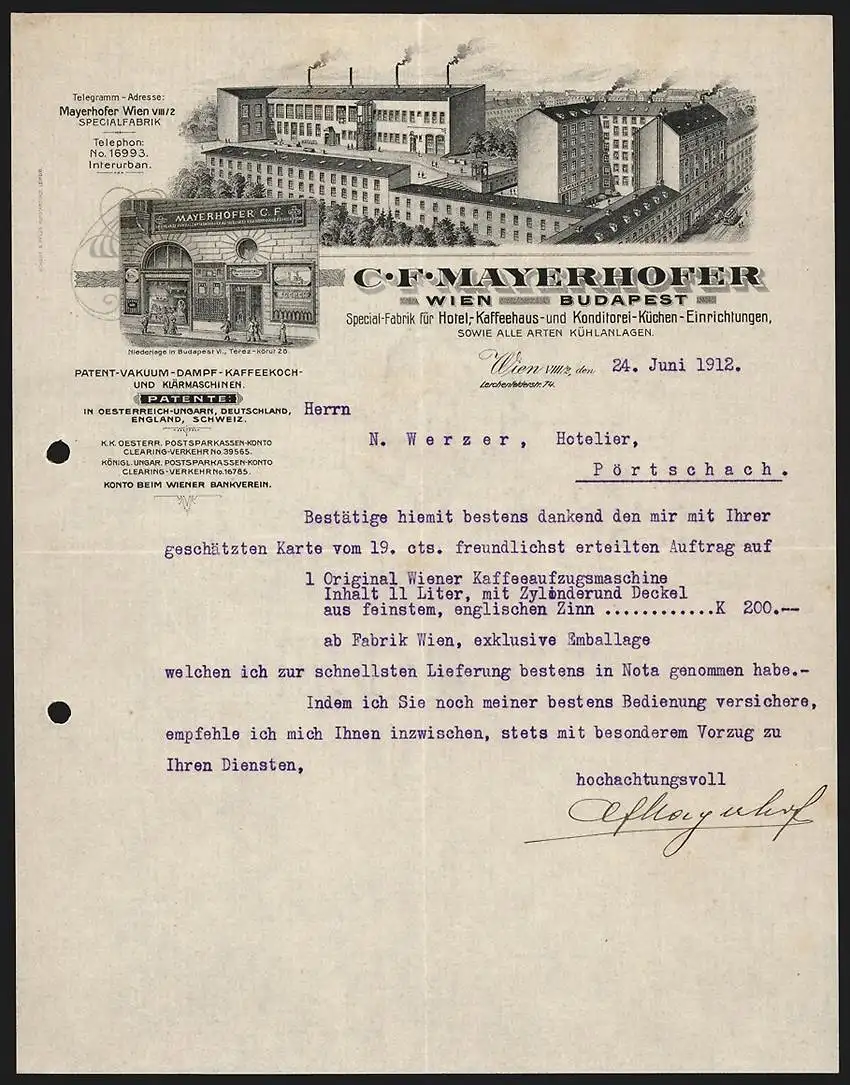 Telegramm-Adresse:
Mayerhofer Wien VIII/2
SPECIALFABRIK
Telephon:
No. 16993.
Interurban.
MAYERHOFER C.F.
Niederlage in Budapest VI., Terez-körut 26
C·F·MAYERHOFER
WIEN BUDAPEST
Special-Fabrik für Hotel,-Kaffeehaus-und Konditorei-Küchen-Einrichtungen,
SOWIE ALLE ARTEN KÜHLANLAGEN.
PATENT-VAKUUM-DAMPF-KAFFEEKOCH-
UND KLÄRMASCHINEN.
PATENTE:
IN OESTERREICH-UNGARN, DEUTSCHLAND,
ENGLAND, SCHWEIZ.
K.K. OESTERR. POSTSPARKASSEN-KONTO
CLEARING-VERKEHR No. 39565.
KÖNIGL. UNGAR. POSTSPARKASSEN-KONTO
CLEARING-VERKEHR No. 16785.
KONTO BEIM WIENER BANKVEREIN.
Wien VIII/2, den 24. Juni 1912.
Lerchenfelderstr. 74.
Herrn
N. Werzer, Hotelier,
Pörtschach.
Bestätige hiemit bestens dankend den mir mit Ihrer
geschätzten Karte vom 19. cts. freundlichst erteilten Auftrag auf
1 Original Wiener Kaffeeaufzugsmaschine
Inhalt 11 Liter, mit Zylinderund Deckel
aus feinstem, englischen Zinn ............K 200.--
ab Fabrik Wien, exklusive Emballage
welchen ich zur schnellsten Lieferung bestens in Nota genommen habe.-
Indem ich Sie noch meiner bestens Bedienung versichere,
empfehle ich mich Ihnen inzwischen, stets mit besonderem Vorzug zu
Ihren Diensten,
hochachtungsvoll
CFMayerhof